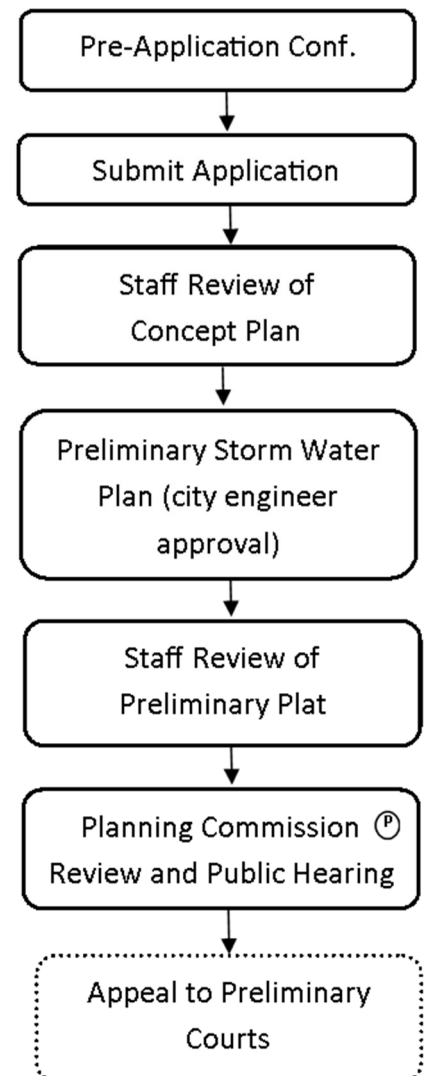 Pre-Application Conf.
Submit Application
Staff Review of
Concept Plan
Preliminary Storm Water
Plan (city engineer
approval)
Staff Review of
Preliminary Plat
Planning Commission Ⓟ
Review and Public Hearing
Appeal to Preliminary
Courts